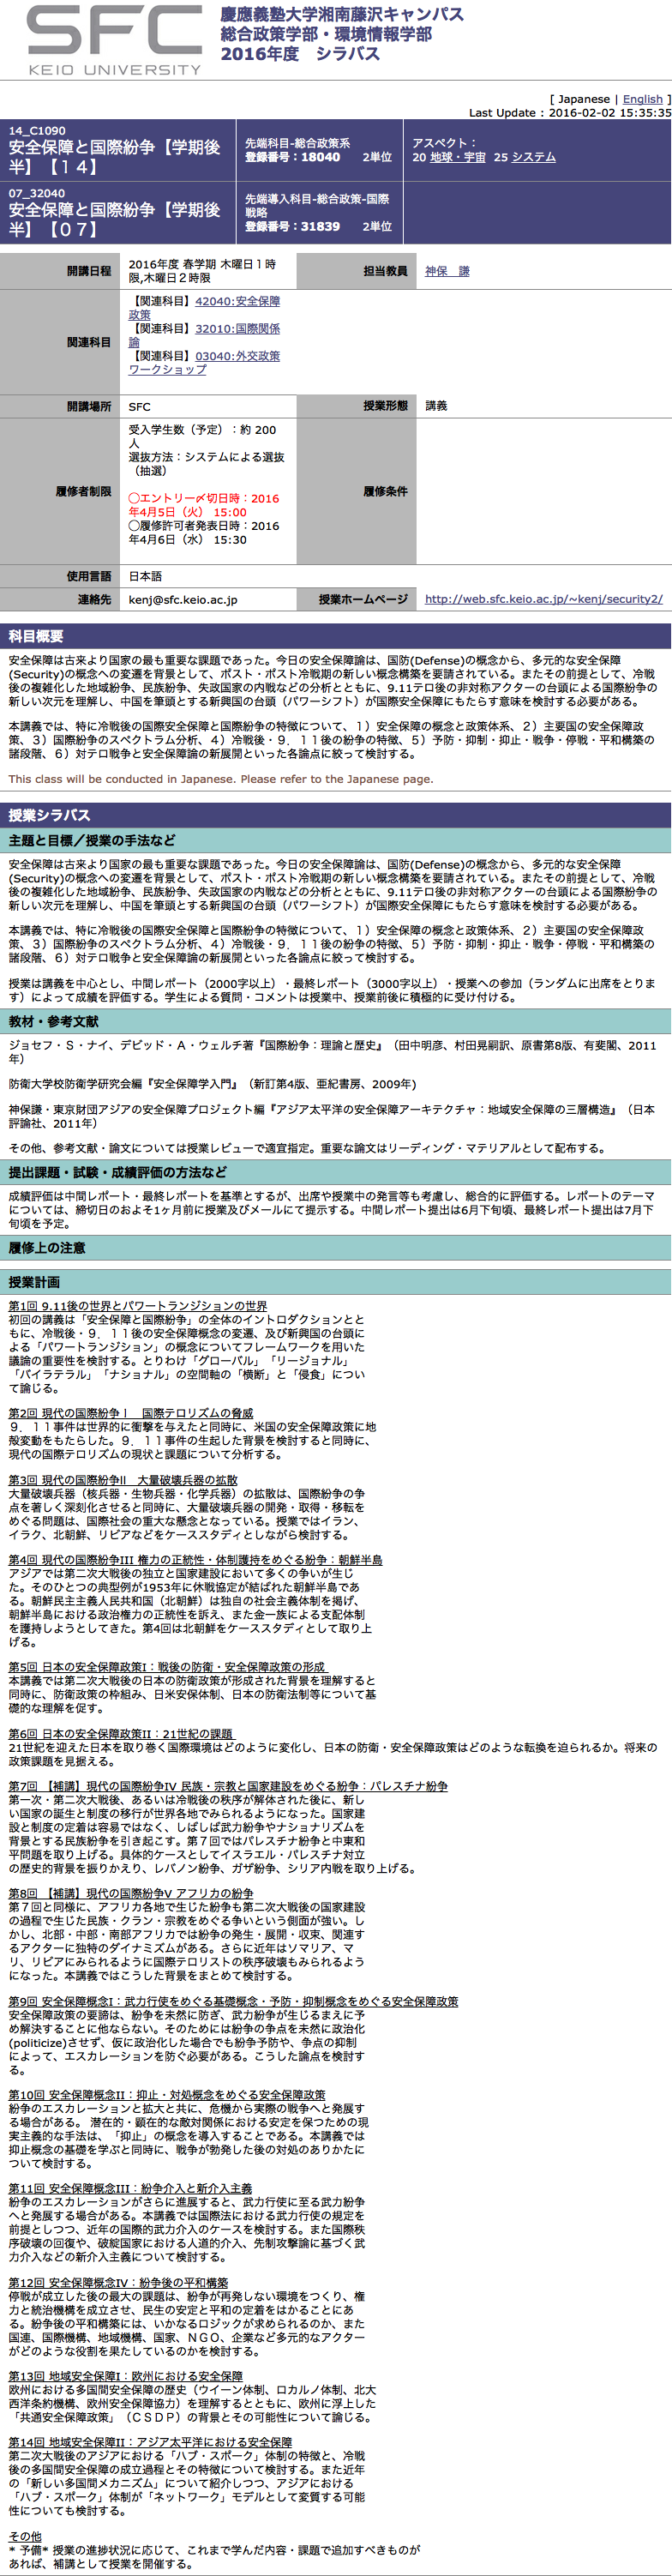 SFC
KEIO UNIVERSITY
慶應義塾大学湘南藤沢キャンパス
総合政策学部・環境情報学部
2016年度　シラバス
[ Japanese | English ]
Last Update : 2016-02-02 15:35:35
14_C1090
安全保障と国際紛争【学期後
半】【１４】
先端科目-総合政策系
登録番号：18040　2単位
アスペクト：
20 地球・宇宙 25 システム
07_32040
安全保障と国際紛争【学期後
半】【０７】
先端導入科目-総合政策-国際
戦略
登録番号：31839　2単位
開講日程
2016年度 春学期 木曜日１時
限,木曜日２時限
担当教員
神保　謙
関連科目
【関連科目】42040:安全保障
政策
【関連科目】32010:国際関係
論
【関連科目】03040:外交政策
ワークショップ
開講場所
SFC
授業形態
講義
履修者制限
受入学生数（予定）：約 200
人
選抜方法：システムによる選抜
（抽選）
◯エントリー〆切日時：2016
年4月5日（火） 15:00
◯履修許可者発表日時：2016
年4月6日（水） 15:30
履修条件
使用言語
日本語
連絡先
kenj@sfc.keio.ac.jp
授業ホームページ
http://web.sfc.keio.ac.jp/~kenj/security2/
科目概要
安全保障は古来より国家の最も重要な課題であった。今日の安全保障論は、国防(Defense)の概念から、多元的な安全保障
(Security)の概念への変遷を背景として、ポスト・ポスト冷戦期の新しい概念構築を要請されている。またその前提として、冷戦
後の複雑化した地域紛争、民族紛争、失政国家の内戦などの分析とともに、9.11テロ後の非対称アクターの台頭による国際紛争の
新しい次元を理解し、中国を筆頭とする新興国の台頭（パワーシフト）が国際安全保障にもたらす意味を検討する必要がある。
本講義では、特に冷戦後の国際安全保障と国際紛争の特徴について、１）安全保障の概念と政策体系、２）主要国の安全保障政
策、３）国際紛争のスペクトラム分析、４）冷戦後・９．１１後の紛争の特徴、５）予防・抑制・抑止・戦争・停戦・平和構築の
諸段階、６）対テロ戦争と安全保障論の新展開といった各論点に絞って検討する。
This class will be conducted in Japanese. Please refer to the Japanese page.
授業シラバス
主題と目標／授業の手法など
安全保障は古来より国家の最も重要な課題であった。今日の安全保障論は、国防(Defense)の概念から、多元的な安全保障
(Security)の概念への変遷を背景として、ポスト・ポスト冷戦期の新しい概念構築を要請されている。またその前提として、冷戦
後の複雑化した地域紛争、民族紛争、失政国家の内戦などの分析とともに、9.11テロ後の非対称アクターの台頭による国際紛争の
新しい次元を理解し、中国を筆頭とする新興国の台頭（パワーシフト）が国際安全保障にもたらす意味を検討する必要がある。
本講義では、特に冷戦後の国際安全保障と国際紛争の特徴について、１）安全保障の概念と政策体系、２）主要国の安全保障政
策、３）国際紛争のスペクトラム分析、４）冷戦後・９．１１後の紛争の特徴、５）予防・抑制・抑止・戦争・停戦・平和構築の
諸段階、６）対テロ戦争と安全保障論の新展開といった各論点に絞って検討する。
授業は講義を中心とし、中間レポート（2000字以上）・最終レポート（3000字以上）・授業への参加（ランダムに出席をとりま
す）によって成績を評価する。学生による質問・コメントは授業中、授業前後に積極的に受け付ける。
教材・参考文献
ジョセフ・Ｓ・ナイ、デビッド・Ａ・ウェルチ著『国際紛争：理論と歴史』（田中明彦、村田晃嗣訳、原書第8版、有斐閣、2011
年）
防衛大学校防衛学研究会編『安全保障学入門』（新訂第4版、亜紀書房、2009年)
神保謙・東京財団アジアの安全保障プロジェクト編『アジア太平洋の安全保障アーキテクチャ：地域安全保障の三層構造』（日本
評論社、2011年）
その他、参考文献・論文については授業レビューで適宜指定。重要な論文はリーディング・マテリアルとして配布する。
提出課題・試験・成績評価の方法など
成績評価は中間レポート・最終レポートを基準とするが、出席や授業中の発言等も考慮し、総合的に評価する。レポートのテーマ
については、締切日のおよそ1ヶ月前に授業及びメールにて提示する。中間レポート提出は6月下旬頃、最終レポート提出は7月下
旬頃を予定。
履修上の注意
授業計画
第1回 9.11後の世界とパワートランジションの世界
初回の講義は「安全保障と国際紛争」の全体のイントロダクションとと
もに、冷戦後・９．１１後の安全保障概念の変遷、及び新興国の台頭に
よる「パワートランジション」の概念についてフレームワークを用いた
議論の重要性を検討する。とりわけ「グローバル」「リージョナル」
「バイラテラル」「ナショナル」の空間軸の「横断」と「侵食」につい
て論じる。
第2回 現代の国際紛争Ｉ　国際テロリズムの脅威
９．１１事件は世界的に衝撃を与えたと同時に、米国の安全保障政策に地
殻変動をもたらした。９．１１事件の生起した背景を検討すると同時に、
現代の国際テロリズムの現状と課題について分析する。
第3回 現代の国際紛争II　大量破壊兵器の拡散
大量破壊兵器（核兵器・生物兵器・化学兵器）の拡散は、国際紛争の争
点を著しく深刻化させると同時に、大量破壊兵器の開発・取得・移転を
めぐる問題は、国際社会の重大な懸念となっている。授業ではイラン、
イラク、北朝鮮、リビアなどをケーススタディとしながら検討する。
第4回 現代の国際紛争III 権力の正統性・体制護持をめぐる紛争：朝鮮半島
アジアでは第二次大戦後の独立と国家建設において多くの争いが生じ
た。そのひとつの典型例が1953年に休戦協定が結ばれた朝鮮半島であ
る。朝鮮民主主義人民共和国（北朝鮮）は独自の社会主義体制を掲げ、
朝鮮半島における政治権力の正統性を訴え、また金一族による支配体制
を護持しようとしてきた。第4回は北朝鮮をケーススタディとして取り上
げる。
第5回 日本の安全保障政策I：戦後の防衛・安全保障政策の形成
本講義では第二次大戦後の日本の防衛政策が形成された背景を理解すると
同時に、防衛政策の枠組み、日米安保体制、日本の防衛法制等について基
礎的な理解を促す。
第6回 日本の安全保障政策II：21世紀の課題
21世紀を迎えた日本を取り巻く国際環境はどのように変化し、日本の防衛・安全保障政策はどのような転換を迫られるか。将来の
政策課題を見据える。
第7回 【補講】現代の国際紛争IV 民族・宗教と国家建設をめぐる紛争：パレスチナ紛争
第一次・第二次大戦後、あるいは冷戦後の秩序が解体された後に、新し
い国家の誕生と制度の移行が世界各地でみられるようになった。国家建
設と制度の定着は容易ではなく、しばしば武力紛争やナショナリズムを
背景とする民族紛争を引き起こす。第７回ではパレスチナ紛争と中東和
平問題を取り上げる。具体的ケースとしてイスラエル・パレスチナ対立
の歴史的背景を振りかえり、レバノン紛争、ガザ紛争、シリア内戦を取り上げる。
第8回 【補講】現代の国際紛争V アフリカの紛争
第７回と同様に、アフリカ各地で生じた紛争も第二次大戦後の国家建設
の過程で生じた民族・クラン・宗教をめぐる争いという側面が強い。し
かし、北部・中部・南部アフリカでは紛争の発生・展開・収束、関連す
るアクターに独特のダイナミズムがある。さらに近年はソマリア、マ
リ、リビアにみられるように国際テロリストの秩序破壊もみられるよう
になった。本講義ではこうした背景をまとめて検討する。
第9回 安全保障概念I：武力行使をめぐる基礎概念・予防・抑制概念をめぐる安全保障政策
安全保障政策の要諦は、紛争を未然に防ぎ、武力紛争が生じるまえに予
め解決することに他ならない。そのためには紛争の争点を未然に政治化
(politicize)させず、仮に政治化した場合でも紛争予防や、争点の抑制
によって、エスカレーションを防ぐ必要がある。こうした論点を検討す
る。
第10回 安全保障概念II：抑止・対処概念をめぐる安全保障政策
紛争のエスカレーションと拡大と共に、危機から実際の戦争へと発展す
る場合がある。 潜在的・顕在的な敵対関係における安定を保つための現
実主義的な手法は、「抑止」の概念を導入することである。本講義では
抑止概念の基礎を学ぶと同時に、戦争が勃発した後の対処のありかたに
ついて検討する。
第11回 安全保障概念III：紛争介入と新介入主義
紛争のエスカレーションがさらに進展すると、武力行使に至る武力紛争
へと発展する場合がある。本講義では国際法における武力行使の規定を
前提としつつ、近年の国際的武力介入のケースを検討する。また国際秩
序破壊の回復や、破綻国家における人道的介入、先制攻撃論に基づく武
力介入などの新介入主義について検討する。
第12回 安全保障概念IV：紛争後の平和構築
停戦が成立した後の最大の課題は、紛争が再発しない環境をつくり、権
力と統治機構を成立させ、民生の安定と平和の定着をはかることにあ
る。紛争後の平和構築には、いかなるロジックが求められるのか、また
国連、国際機構、地域機構、国家、ＮＧＯ、企業など多元的なアクター
がどのような役割を果たしているのかを検討する。
第13回 地域安全保障I：欧州における安全保障
欧州における多国間安全保障の歴史（ウイーン体制、ロカルノ体制、北大
西洋条約機構、欧州安全保障協力）を理解するとともに、欧州に浮上した
「共通安全保障政策」（ＣＳＤＰ）の背景とその可能性について論じる。
第14回 地域安全保障II：アジア太平洋における安全保障
第二次大戦後のアジアにおける「ハブ・スポーク」体制の特徴と、冷戦
後の多国間安全保障の成立過程とその特徴について検討する。また近年
の「新しい多国間メカニズム」について紹介しつつ、アジアにおける
「ハブ・スポーク」体制が「ネットワーク」モデルとして変質する可能
性についても検討する。
その他
* 予備* 授業の進捗状況に応じて、これまで学んだ内容・課題で追加すべきものが
あれば、補講として授業を開催する。